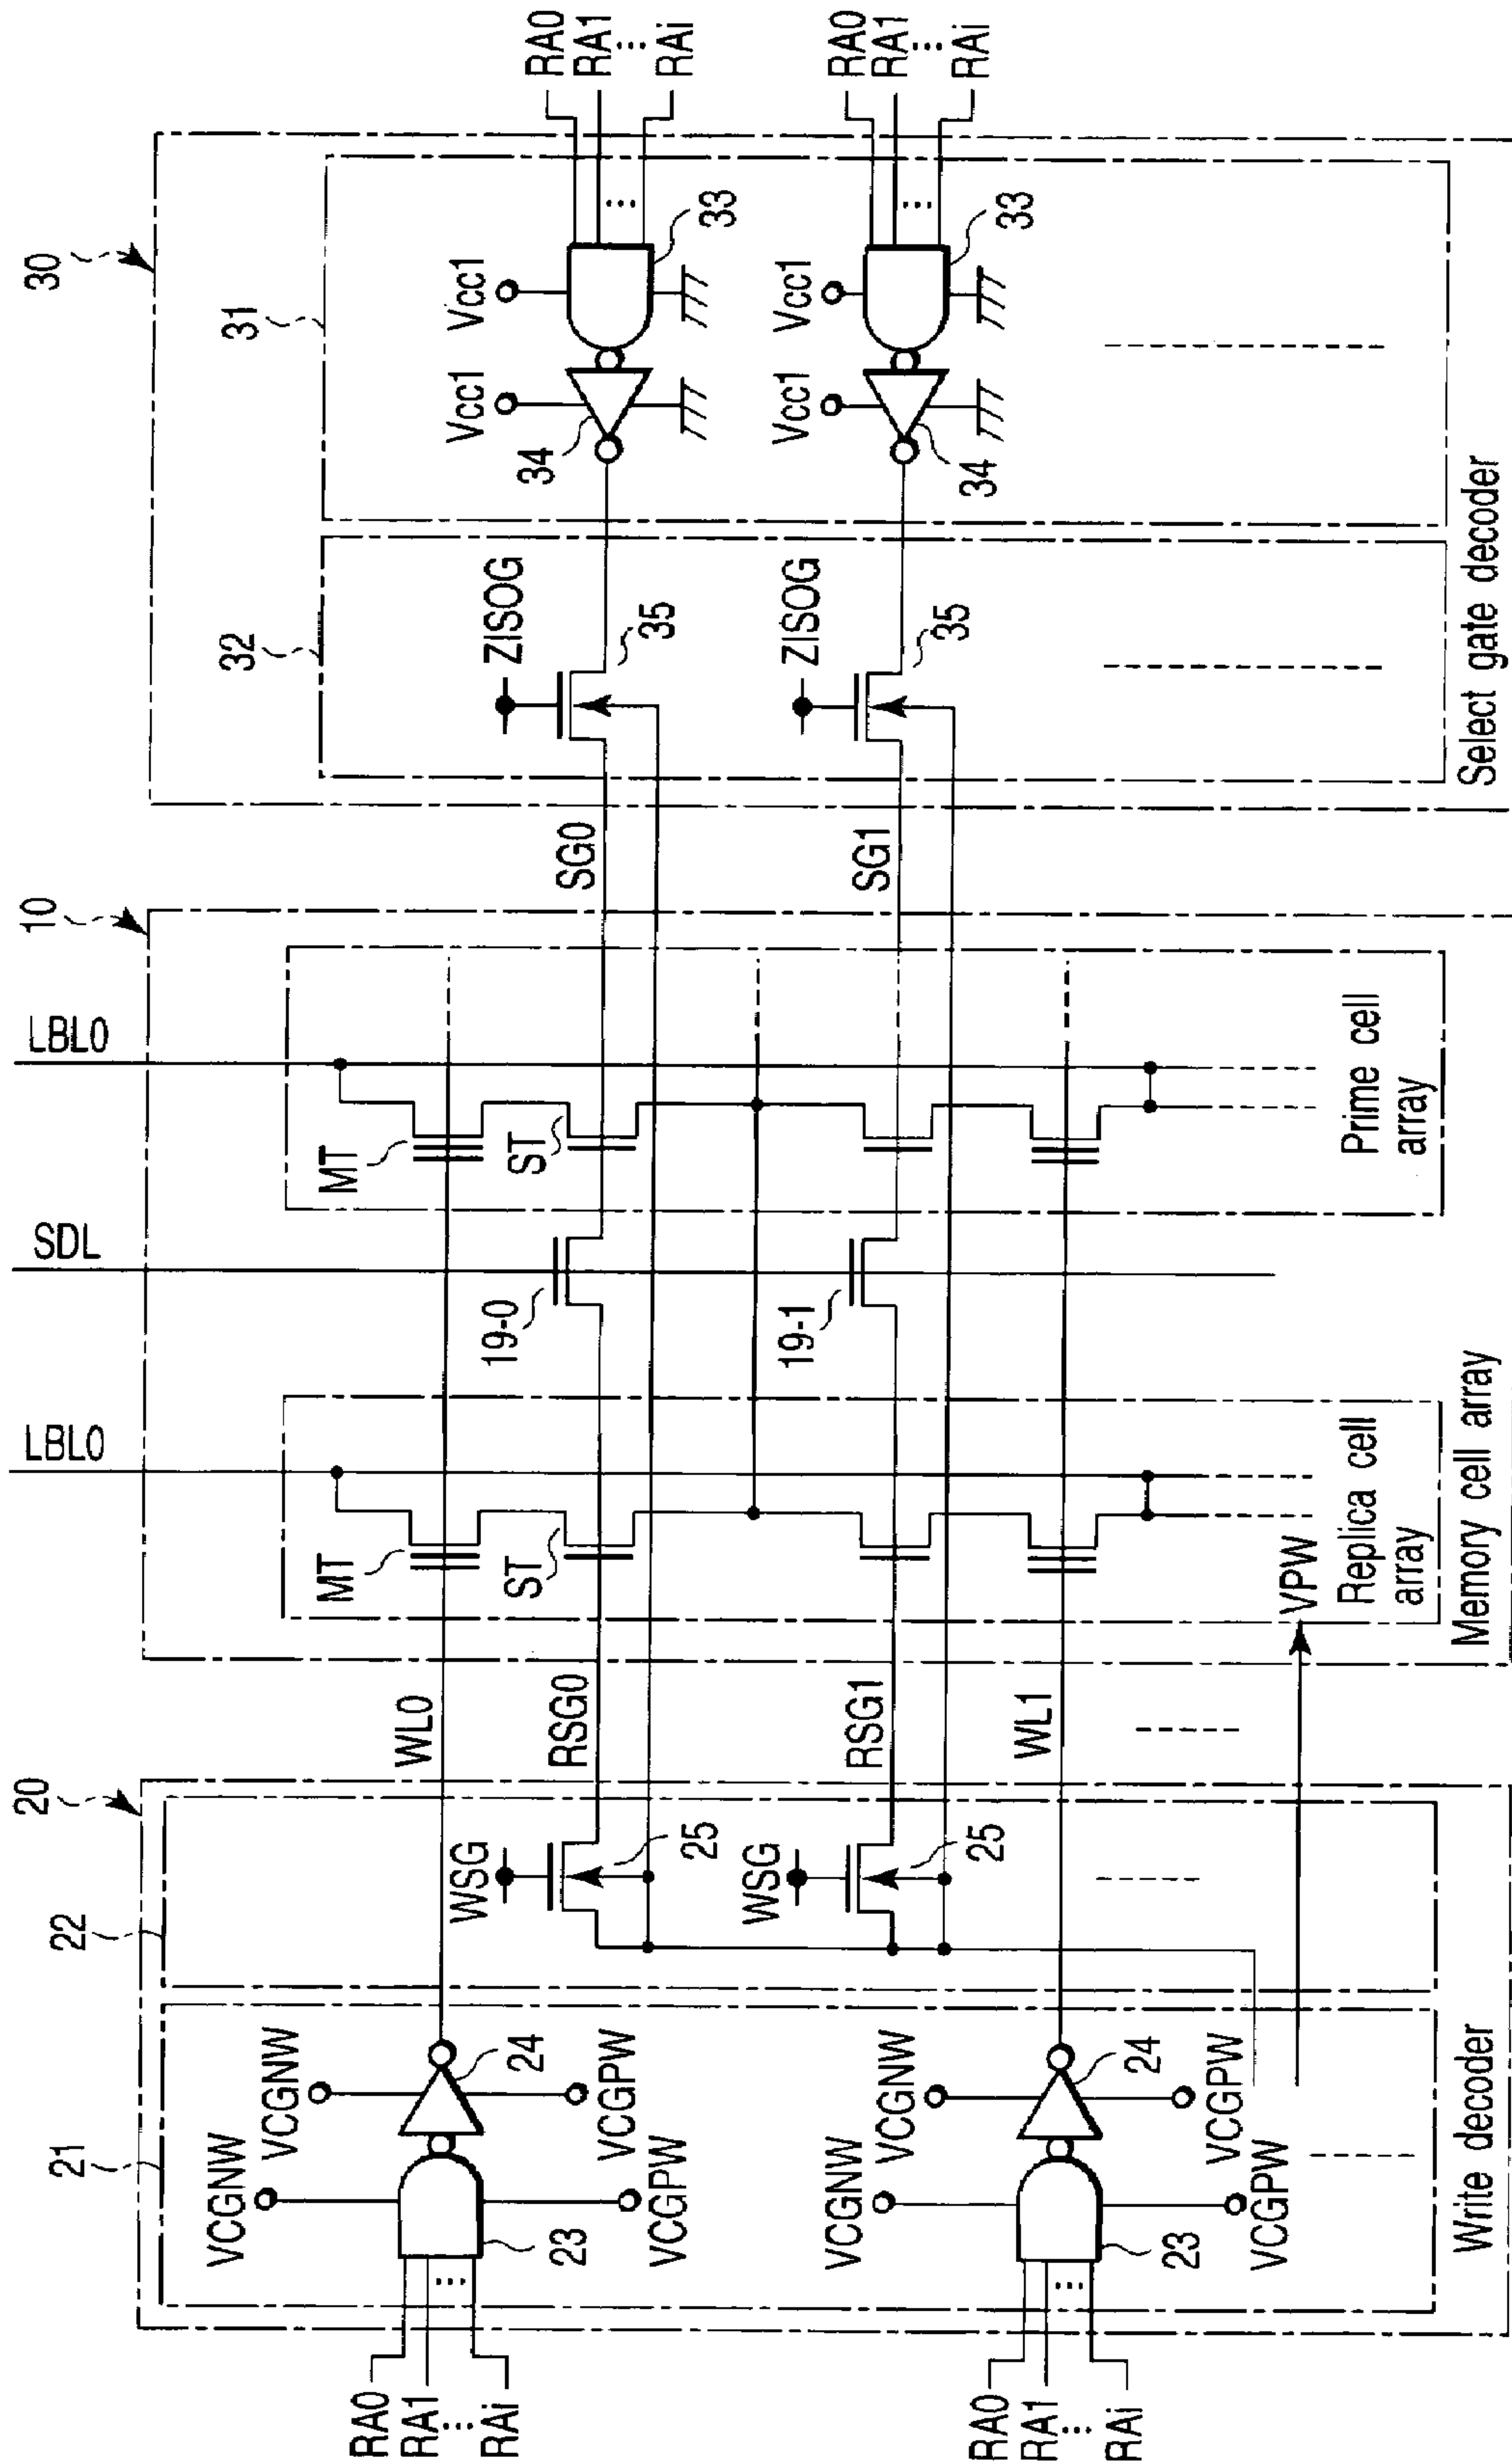 20
21
22
VCGNW
VCGNW
RA0
RA1
⋮
RAi
23
24
VCGPW
VCGPW
WSG
25
WL0
RSG0
VCGNW
VCGNW
RA0
RA1
⋮
RAi
23
24
VCGPW
VCGPW
WSG
25
RSG1
WL1
VPW
Write decoder
10
LBL0
SDL
LBL0
MT
ST
19-0
MT
ST
19-1
Replica cell
array
Prime cell
array
Memory cell array
30
32
31
SG0
ZISOG
35
Vcc1
Vcc1
34
33
RA0
RA1
⋮
RAi
SG1
ZISOG
35
Vcc1
Vcc1
34
33
RA0
RA1
⋮
RAi
Select gate decoder